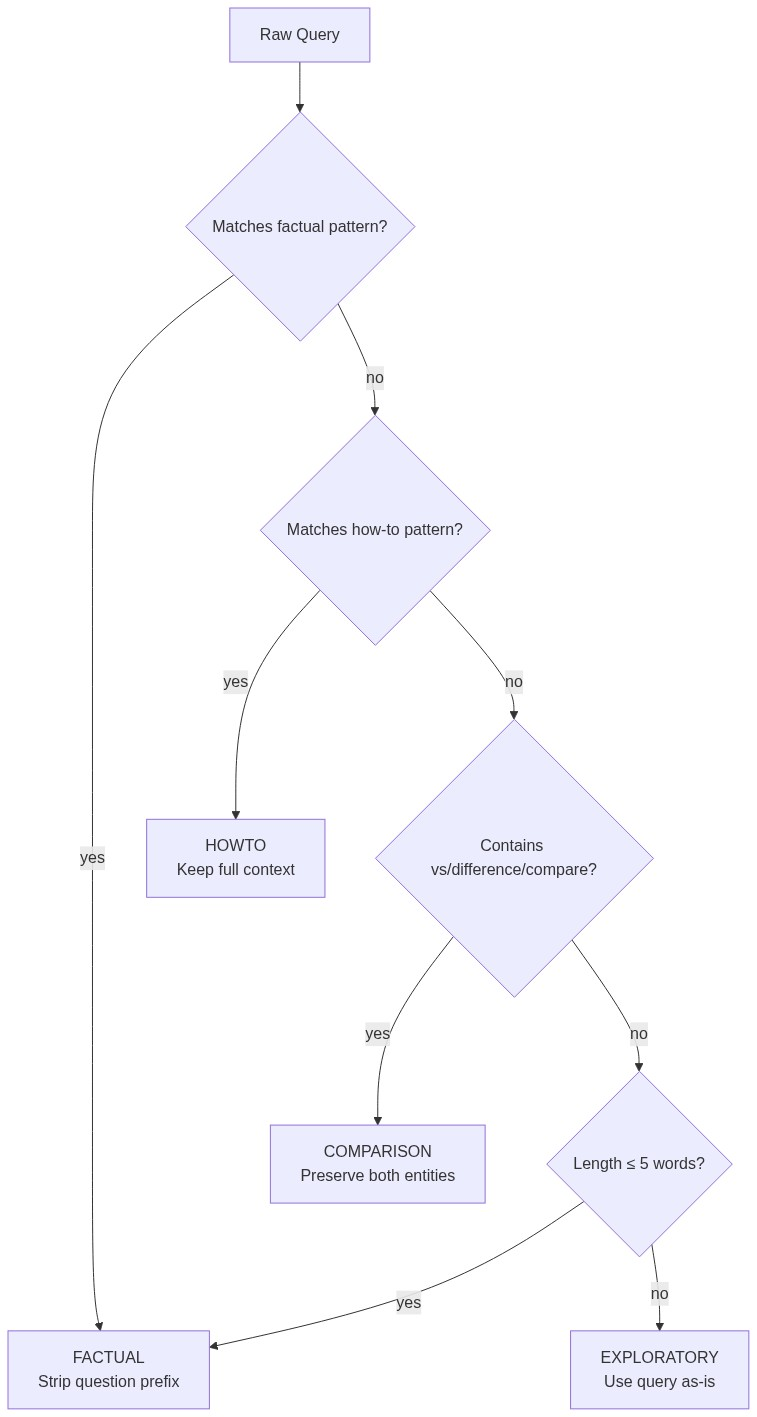 Raw Query
Matches factual pattern?
no
Matches how-to pattern?
yes
no
HOWTO
Keep full context
Contains
vs/difference/compare?
yes
yes
no
COMPARISON
Preserve both entities
Length ≤ 5 words?
yes
no
FACTUAL
Strip question prefix
EXPLORATORY
Use query as-is